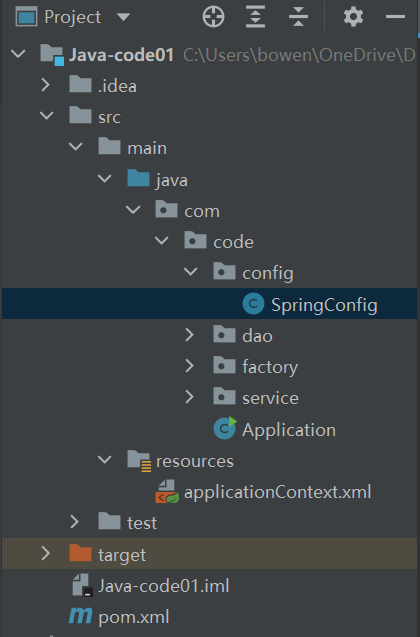 Project
Java-code01 C:\Users\bowen\OneDrive\D
.idea
src
main
java
com
code
config
SpringConfig
dao
factory
service
Application
resources
applicationContext.xml
test
target
Java-code01.iml
pom.xml